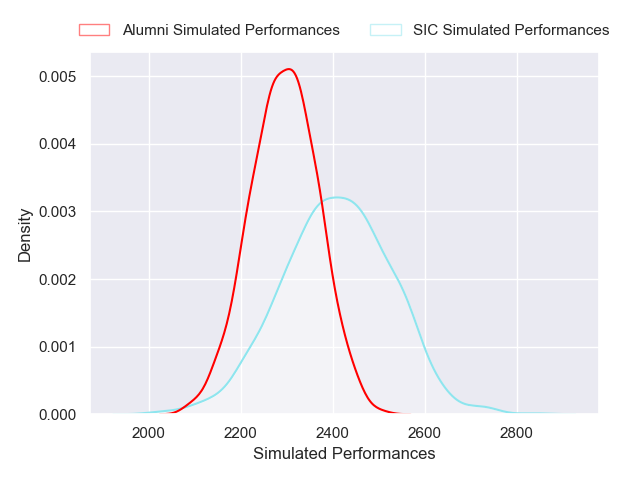 Alumni Simulated Performances
SIC Simulated Performances
0.005
0.004
0.003
0.002
0.001
0.000
Density
2000
2200
2400
2600
2800
Simulated Performances